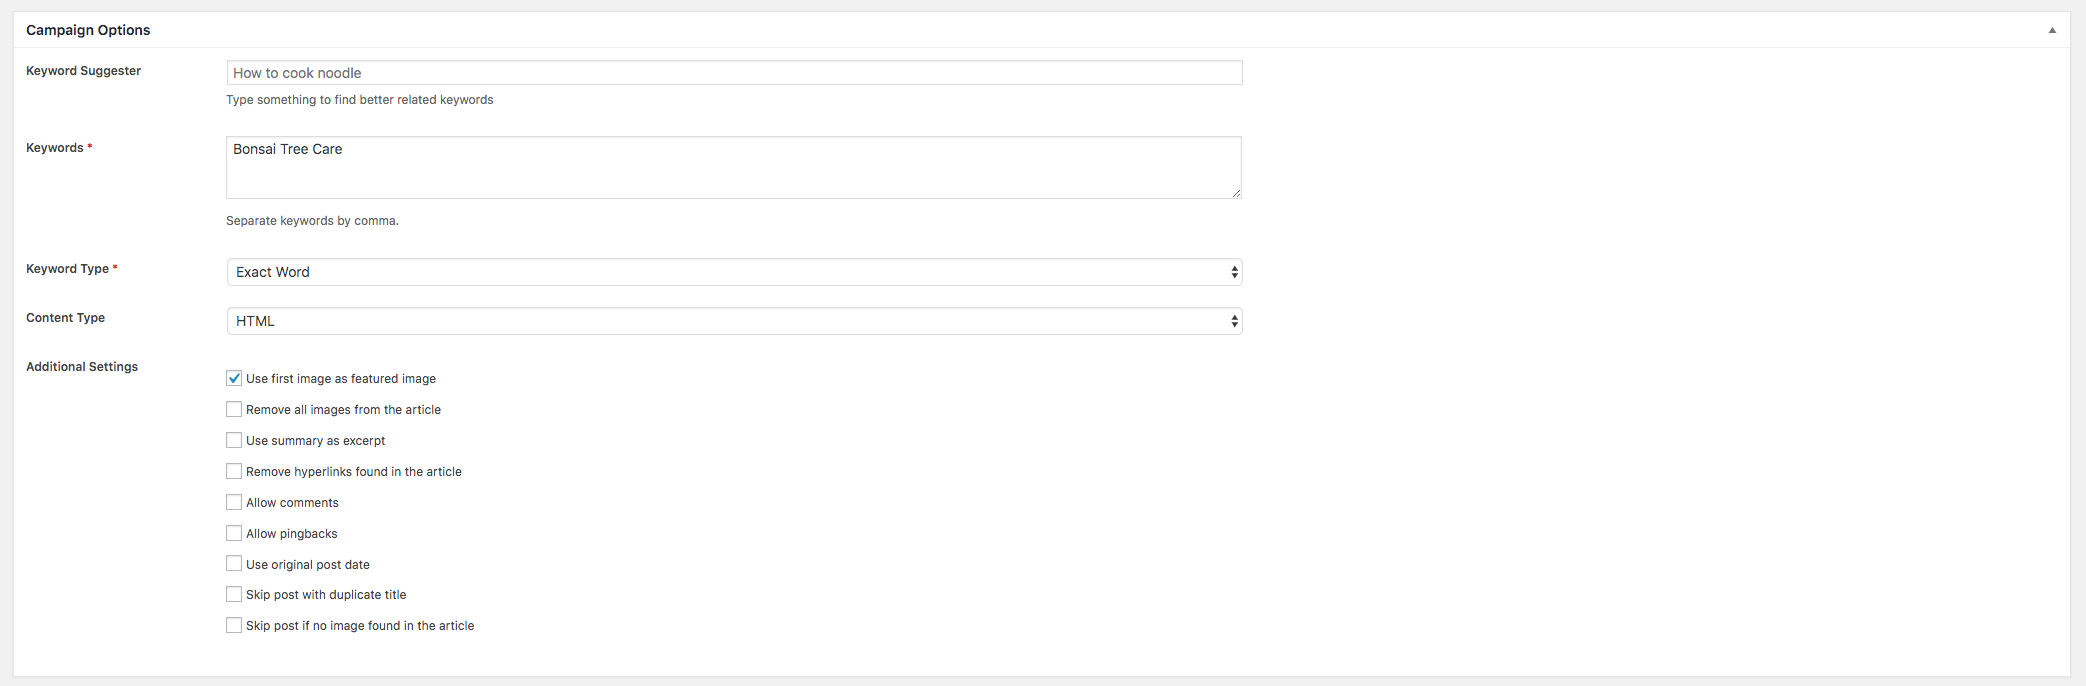 Campaign Options
Keyword Suggester
How to cook noodle
Type something to find better related keywords
Keywords *
Bonsai Tree Care
Separate keywords by comma.
Keyword Type *
Exact Word
Content Type
HTML
Additional Settings
Use first image as featured image
Remove all images from the article
Use summary as excerpt
Remove hyperlinks found in the article
Allow comments
Allow pingbacks
Use original post date
Skip post with duplicate title
Skip post if no image found in the article